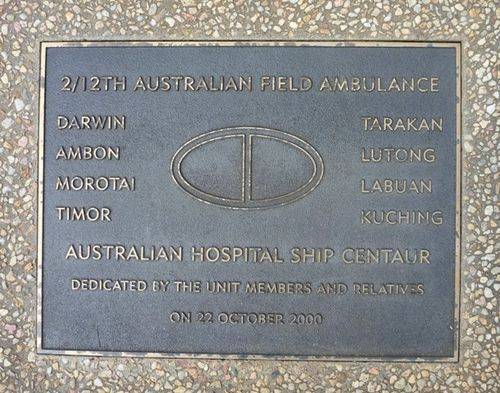 2/12TH AUSTRALIAN FIELD AMBULANCE
DARWIN TARAKAN
AMBON LUTONG
MOROTAI LABUAN
TIMOR KUCHING
AUSTRALIAN HOSPITAL SHIP CENTAUR
DEDICATED BY THE UNIT MEMBERS AND RELATIVES
ON 22 OCTOBER 2000